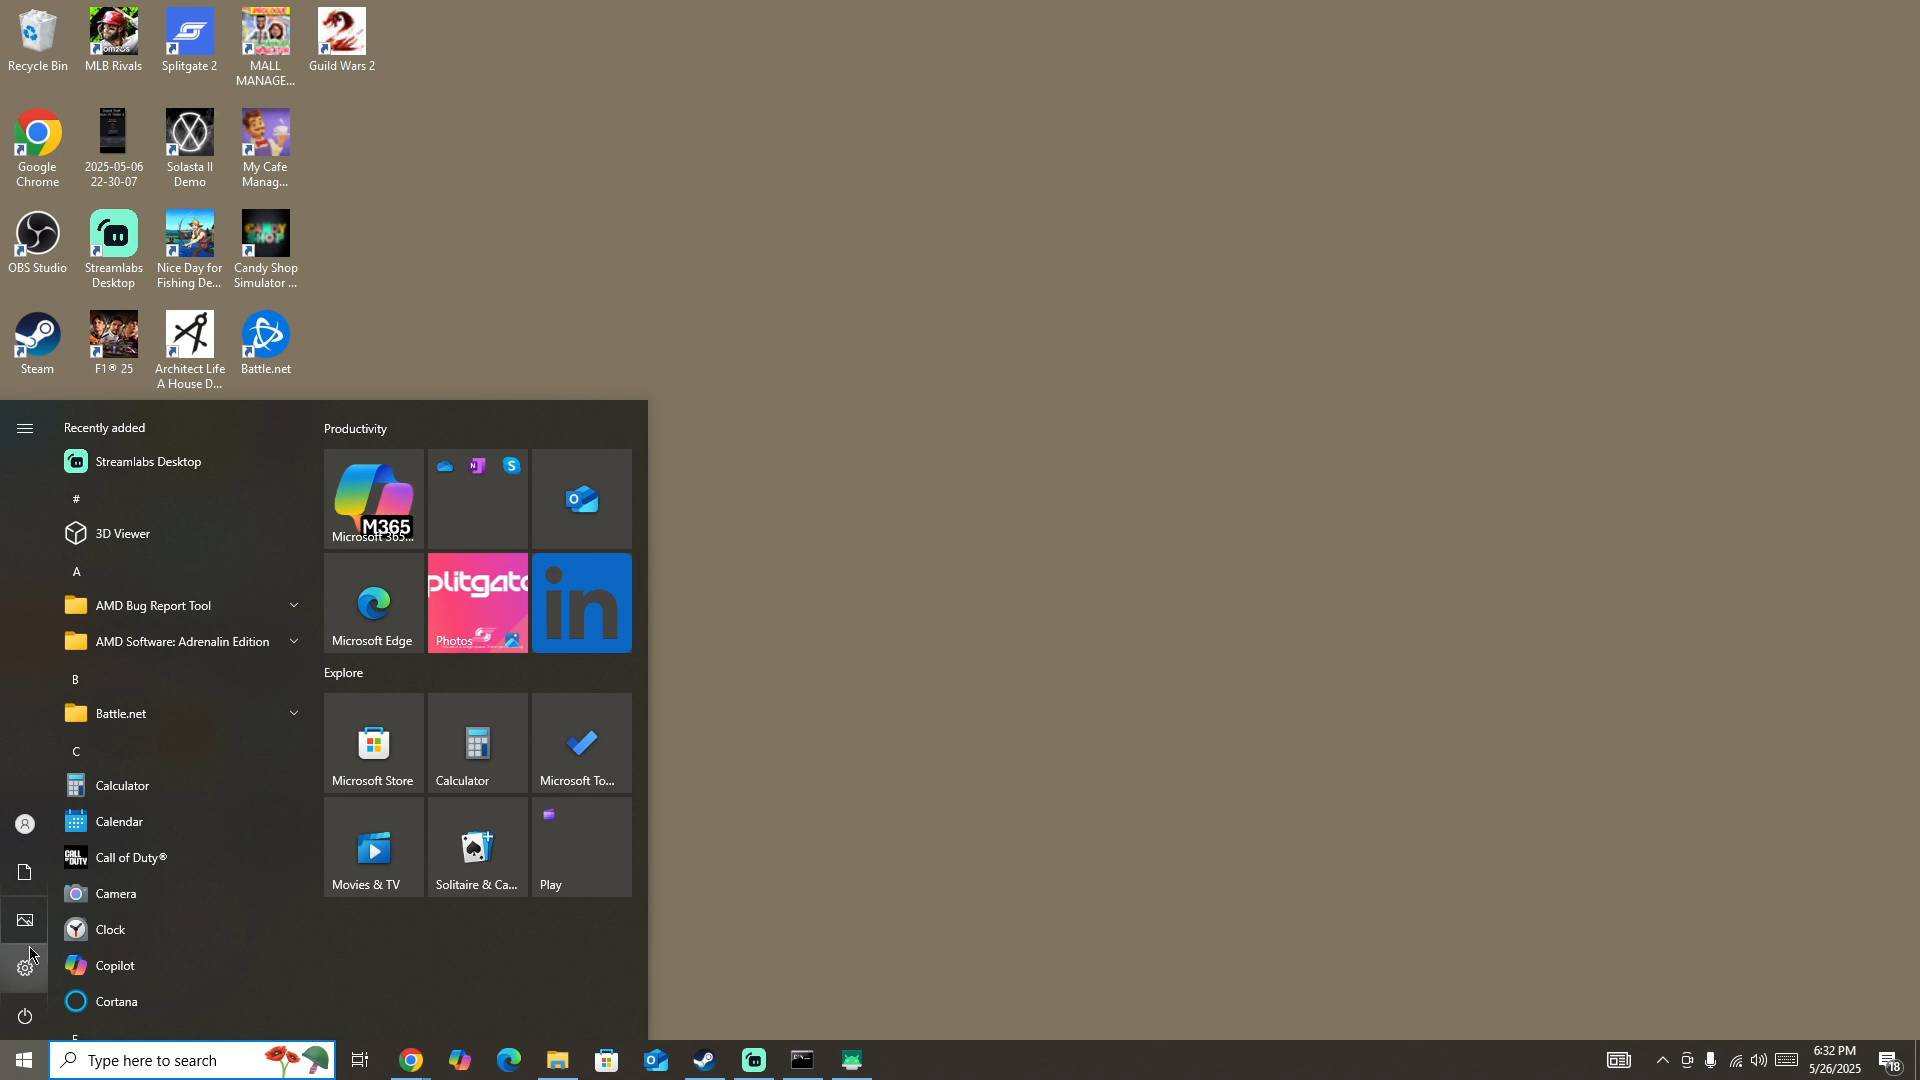 Recycle Bin
MLB Rivals
Splitgate 2
MALL
MANAGE...
Guild Wars 2
Google
Chrome
2025-05-06
22-30-07
Solasta II
Demo
My Cafe
Manag...
OBS Studio
Streamlabs
Desktop
Nice Day for
Fishing De...
Candy Shop
Simulator ...
Steam
F1® 25
Architect Life
A House D...
Battle.net
Recently added
Streamlabs Desktop
#
3D Viewer
A
AMD Bug Report Tool
AMD Software: Adrenalin Edition
B
Battle.net
C
Calculator
Calendar
Call of Duty®
Camera
Clock
Copilot
Cortana
Productivity
M365
Microsoft 365...
Microsoft Edge
plitgate
Photos
in
Explore
Microsoft Store
Calculator
Microsoft To...
Movies & TV
Solitaire & Ca...
Play
Type here to search
6:32 PM
5/26/2025
18